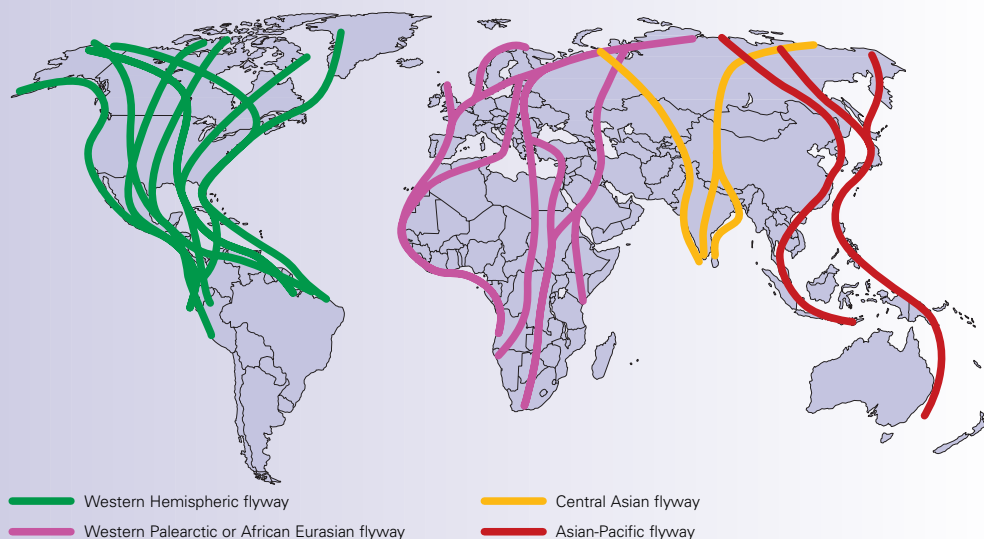 Western Hemispheric flyway
Western Palearctic or African Eurasian flyway
Central Asian flyway
Asian-Pacific flyway